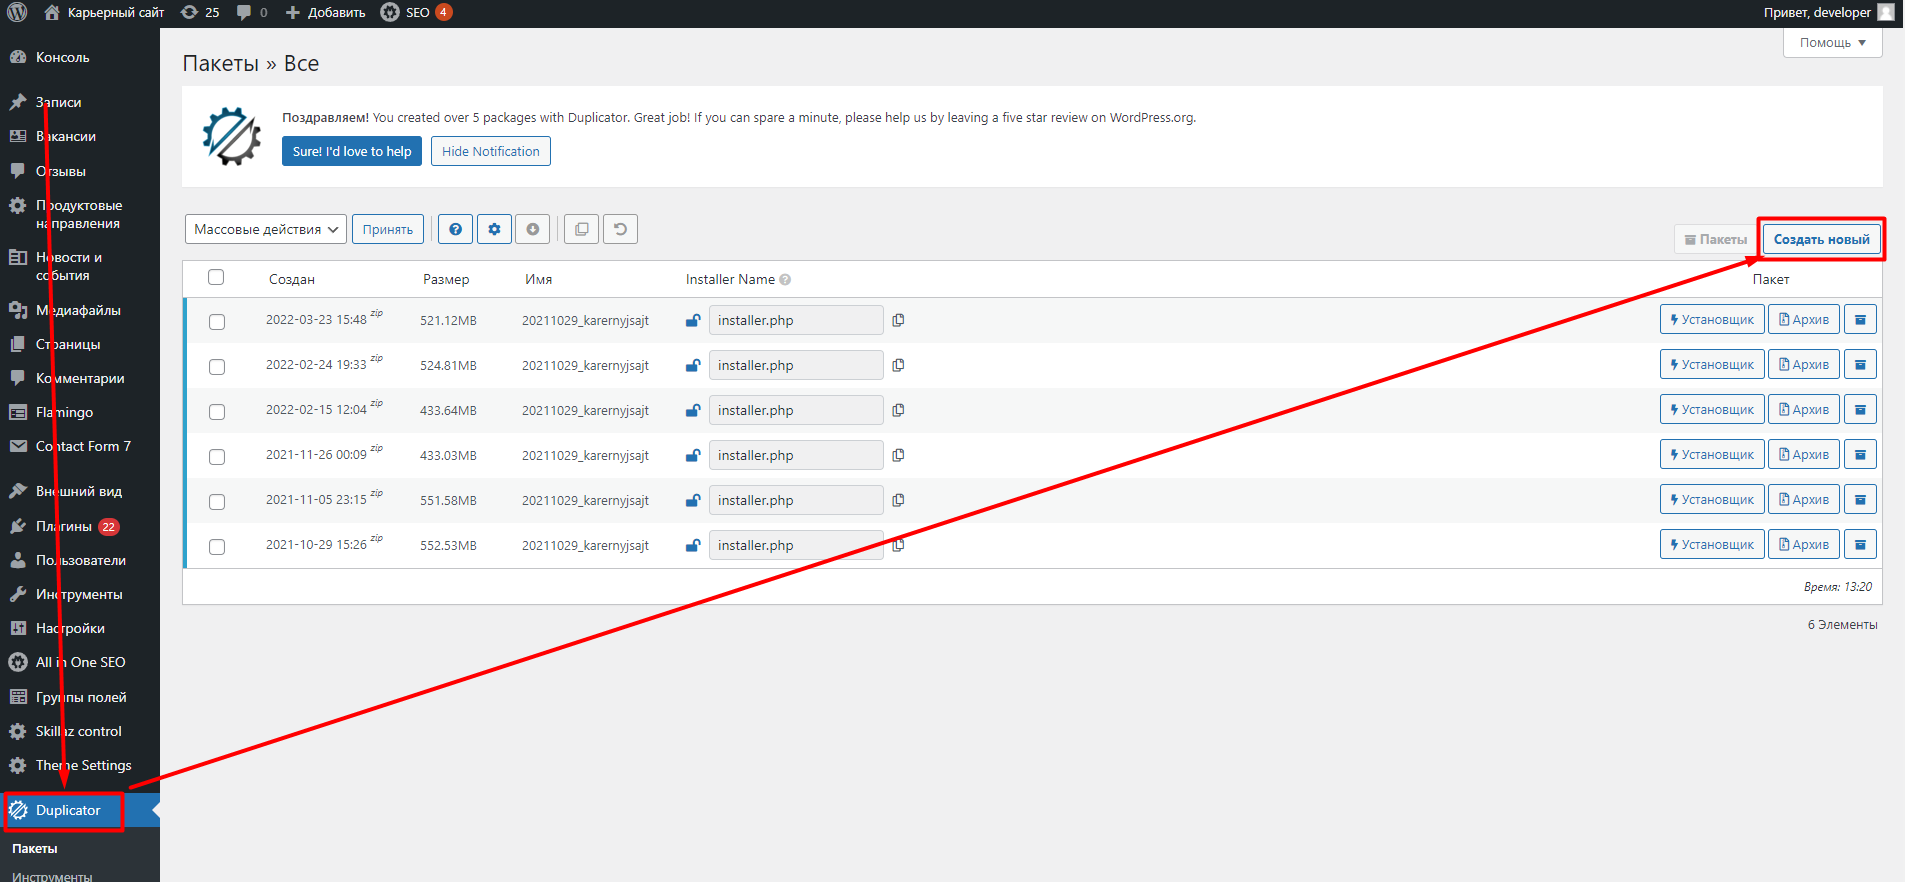 Карьерный сайт 25 0 Добавить SEO 4 Привет, developer
Помощь
Консоль
Записи
Вакансии
Отзывы
Продуктовые
направления
Новости и
события
Медиафайлы
Страницы
Комментарии
Flamingo
Contact Form 7
Внешний вид
Плагины 22
Пользователи
Инструменты
Настройки
All in One SEO
Группы полей
Skillaz control
Theme Settings
Duplicator
Пакеты
Инструменты
Пакеты » Все
Поздравляем! You created over 5 packages with Duplicator. Great job! If you can spare a minute, please help us by leaving a five star review on WordPress.org.
Sure! I'd love to help Hide Notification
Массовые действия Принять Пакеты Создать новый
Создан Размер Имя Installer Name Пакет
2022-03-23 15:48 zip 521.12MB 20211029_karernyjsajt installer.php Установщик Архив
2022-02-24 19:33 zip 524.81MB 20211029_karernyjsajt installer.php Установщик Архив
2022-02-15 12:04 zip 433.64MB 20211029_karernyjsajt installer.php Установщик Архив
2021-11-26 00:09 zip 433.03MB 20211029_karernyjsajt installer.php Установщик Архив
2021-11-05 23:15 zip 551.58MB 20211029_karernyjsajt installer.php Установщик Архив
2021-10-29 15:26 zip 552.53MB 20211029_karernyjsajt installer.php Установщик Архив
Время: 13:20
6 Элементы